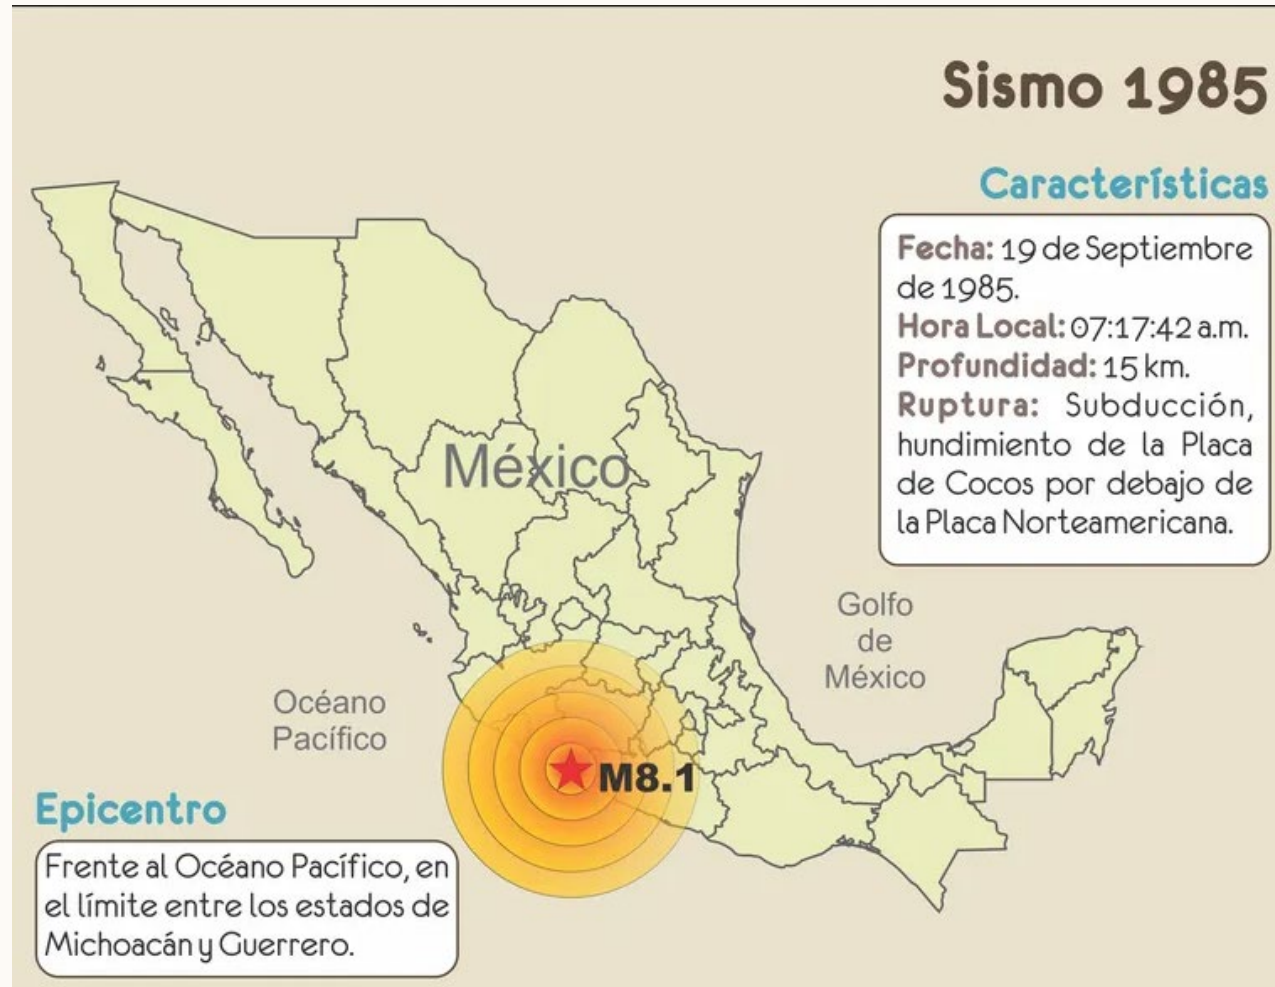 Sismo 1985
Características
Fecha: 19 de Septiembre
de 1985.
Hora Local: 07:17:42 a.m.
Profundidad: 15 km.
Ruptura: Subducción,
hundimiento de la Placa
de Cocos por debajo de
la Placa Norteamericana.
México
Golfo
de
México
Océano
Pacífico
M8.1
Epicentro
Frente al Océano Pacífico, en
el límite entre los estados de
Michoacán y Guerrero.